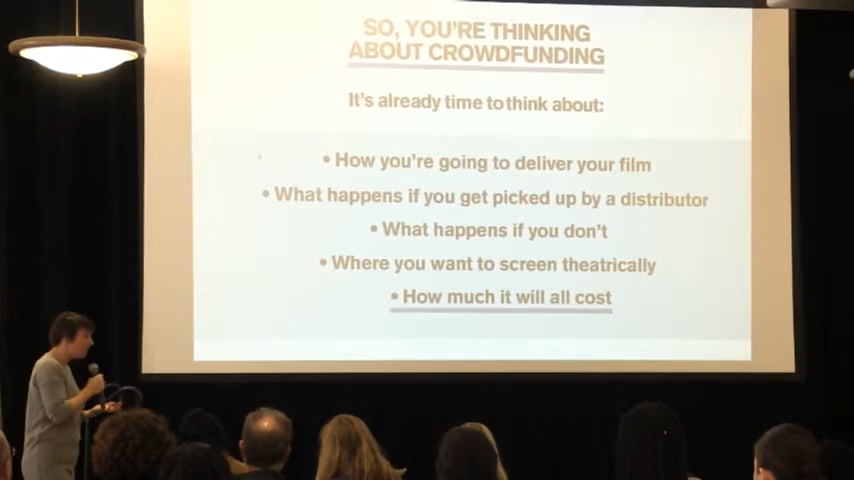 SO, YOU'RE THINKING
ABOUT CROWDFUNDING
It's already time to think about:
• How you're going to deliver your film
• What happens if you get picked up by a distributor
• What happens if you don't
• Where you want to screen theatrically
• How much it will all cost